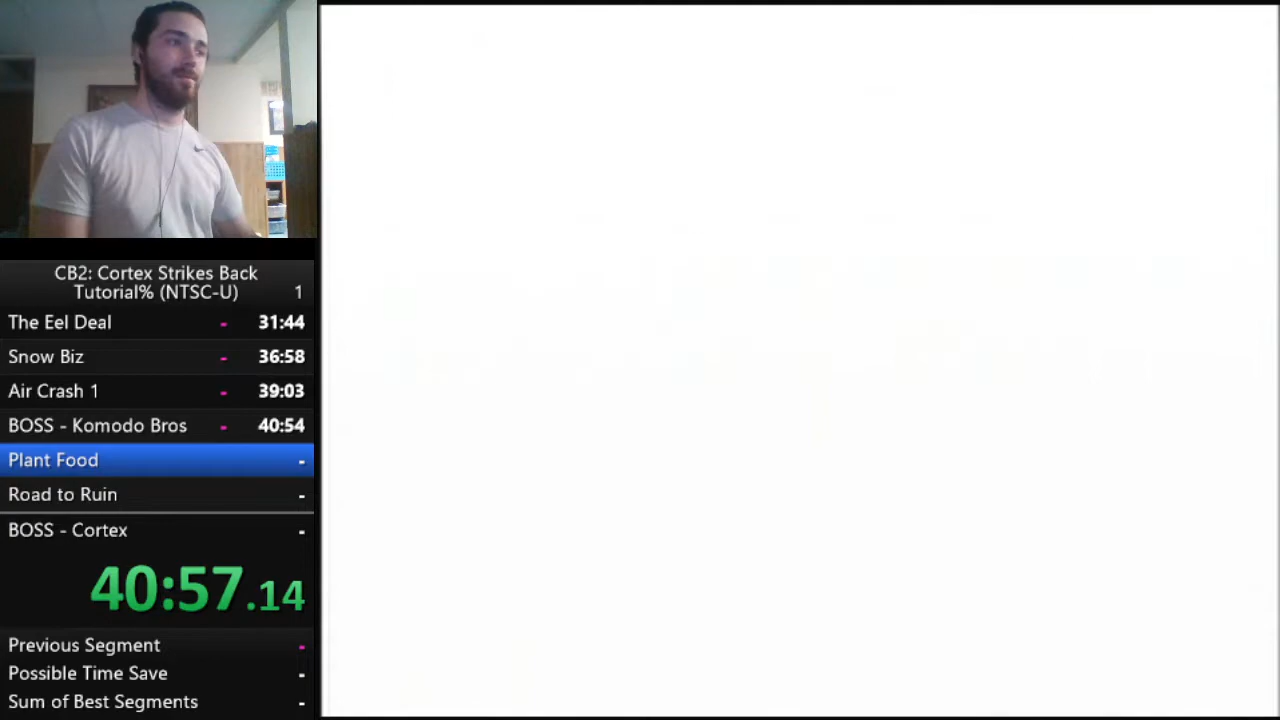 CB2: Cortex Strikes Back
Tutorial% (NTSC-U) 1
The Eel Deal - 31:44
Snow Biz - 36:58
Air Crash 1 - 39:03
BOSS - Komodo Bros - 40:54
Plant Food -
Road to Ruin -
BOSS - Cortex -
40:57.14
Previous Segment -
Possible Time Save -
Sum of Best Segments -